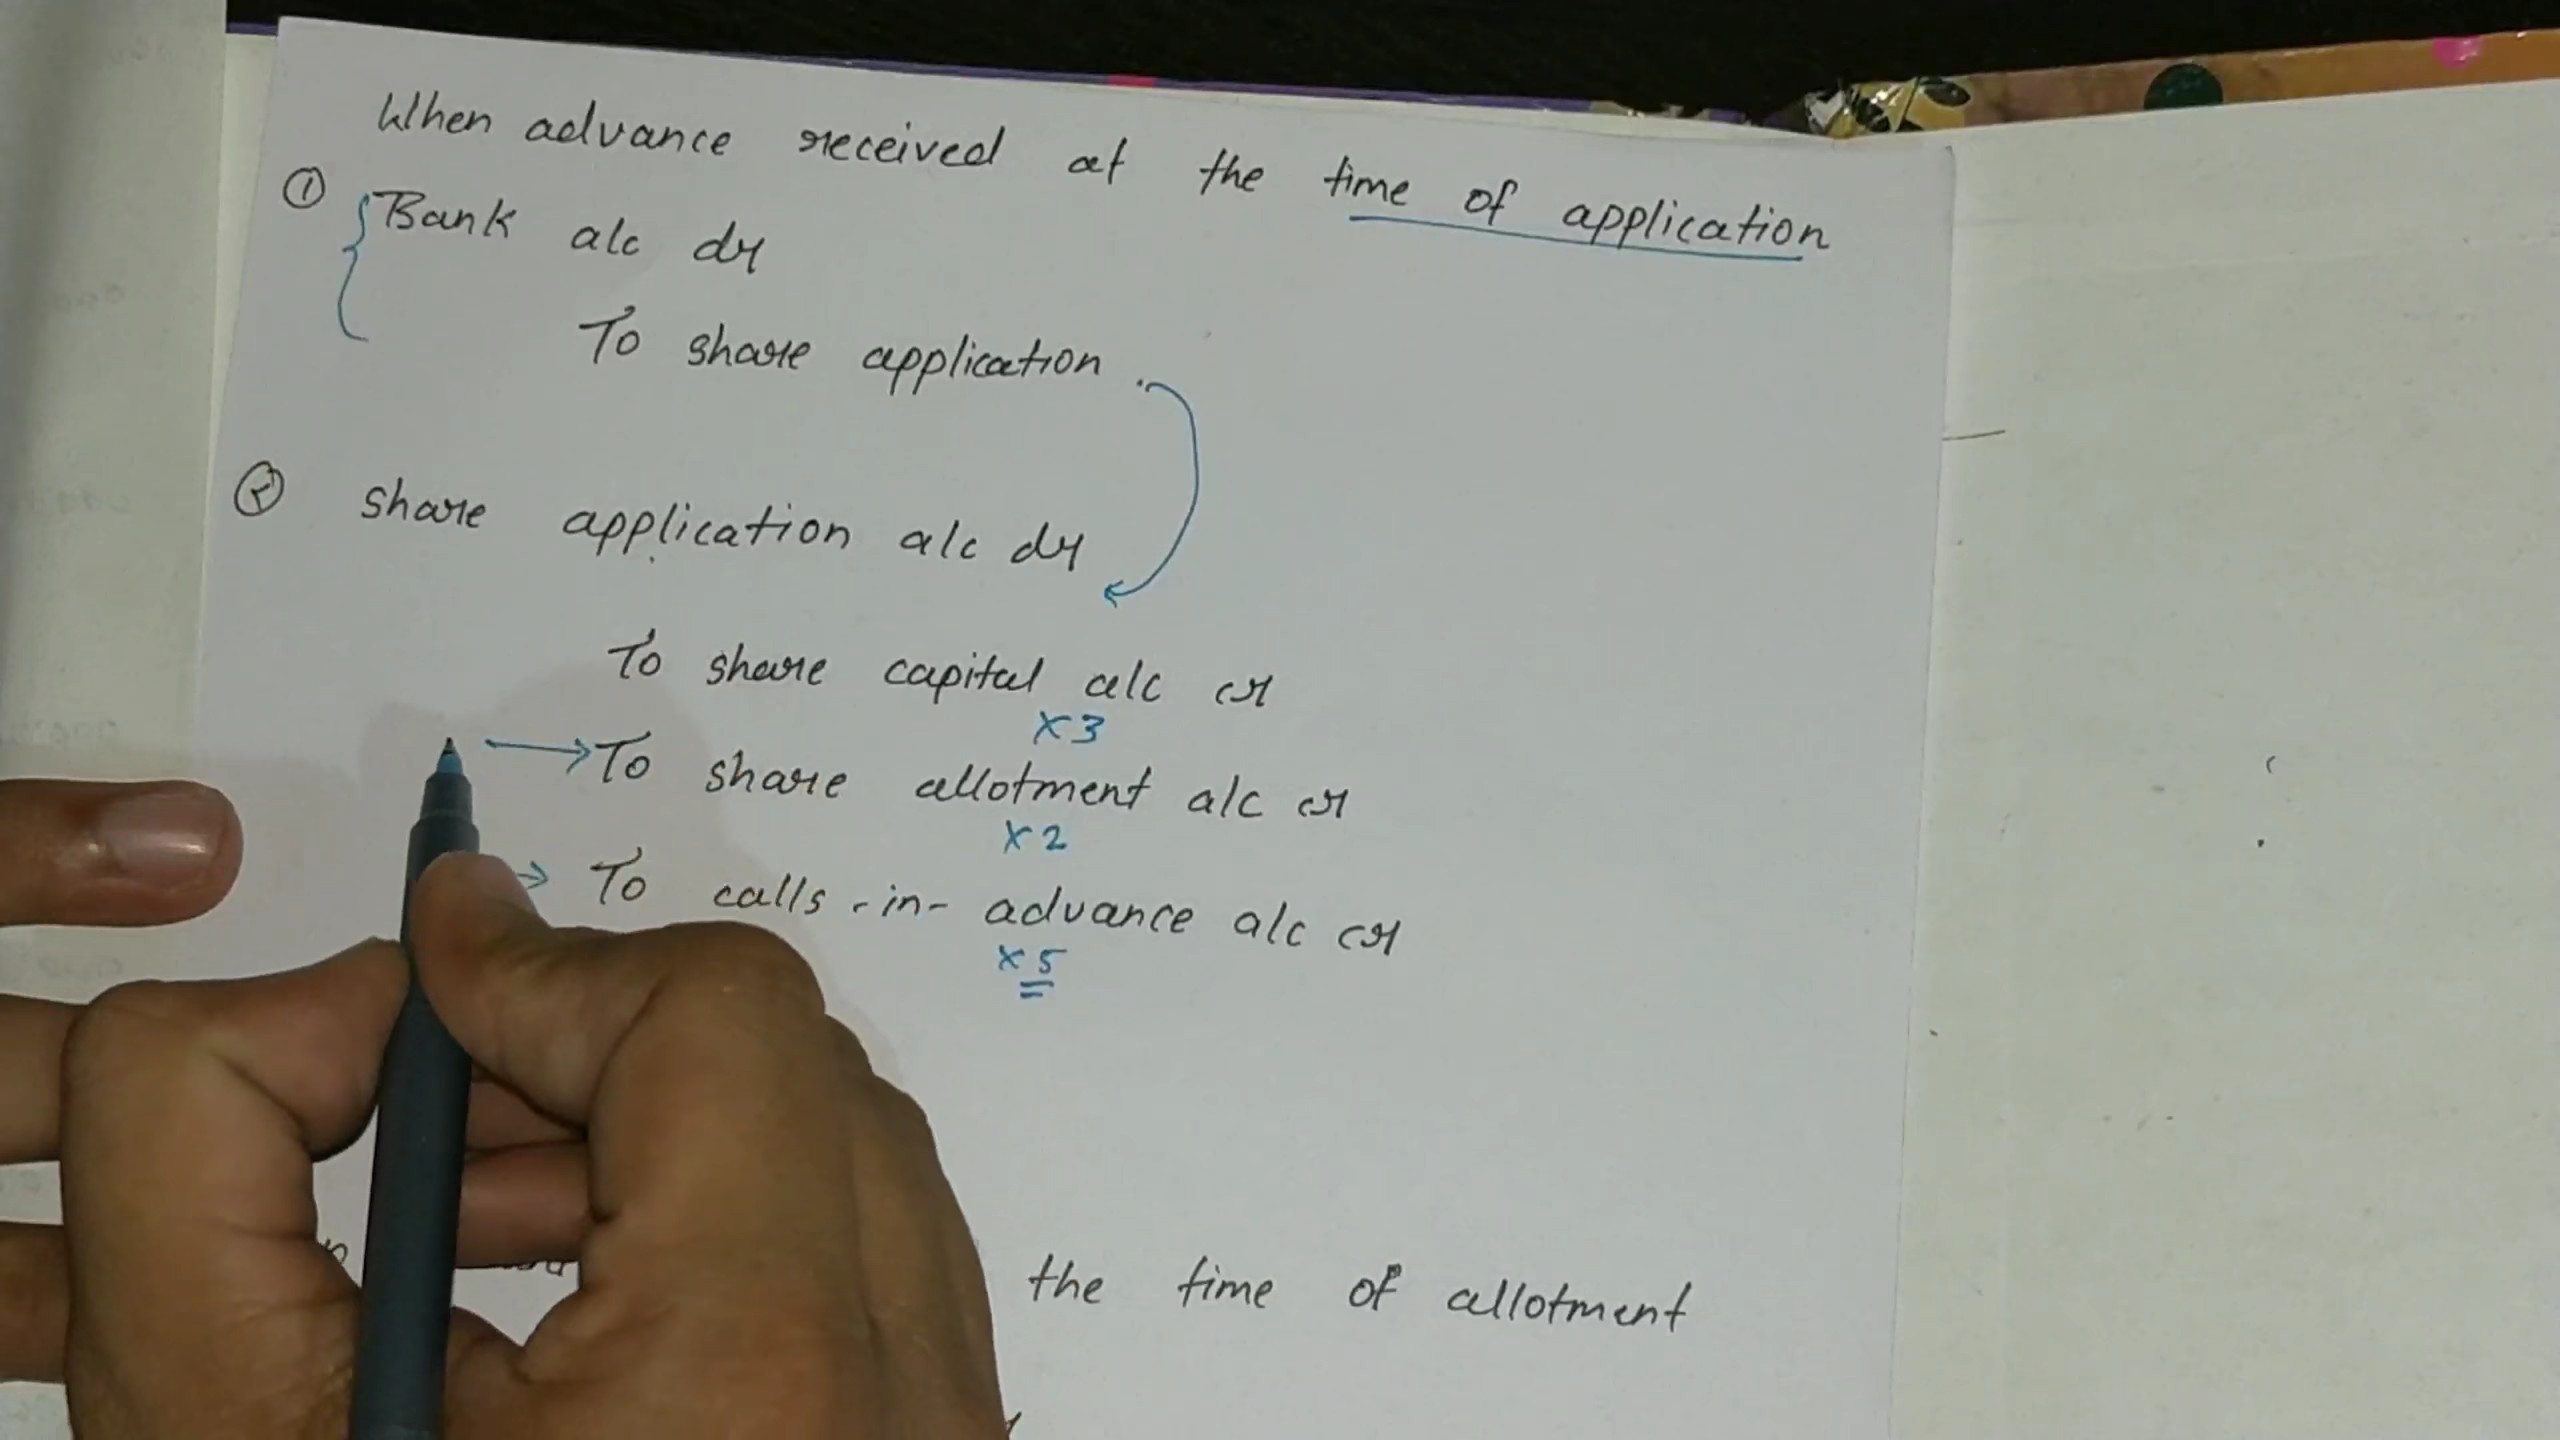 When advance received at the time of application
① Bank a/c dr
To share application
② share application a/c dr
To share capital a/c cr
x3
To share allotment a/c cr
x2
To calls-in-advance a/c cr
x5
the time of allotment